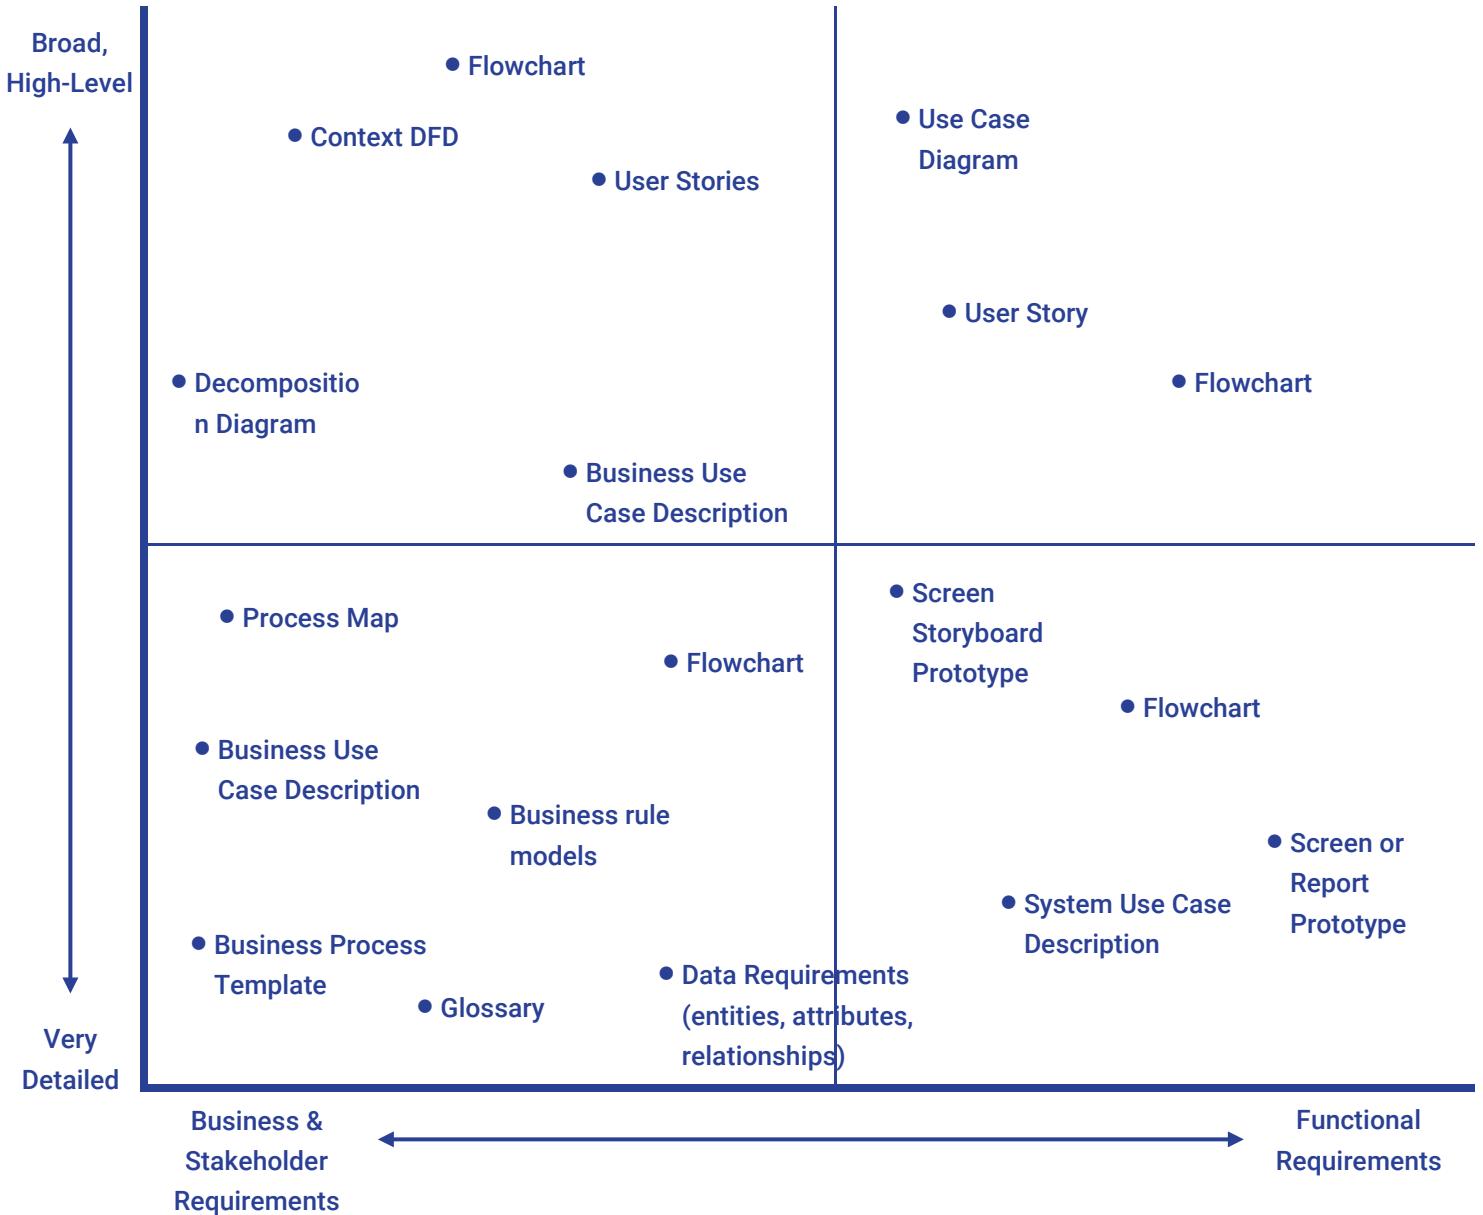 Broad,
High-Level
Flowchart
Context DFD
User Stories
Use Case
Diagram
User Story
Flowchart
Decompositio
n Diagram
Business Use
Case Description
Process Map
Flowchart
Screen
Storyboard
Prototype
Flowchart
Business Use
Case Description
Business rule
models
Screen or
Report
Prototype
System Use Case
Description
Business Process
Template
Glossary
Data Requirements
(entities, attributes,
relationships)
Very
Detailed
Business &
Stakeholder
Requirements
Functional
Requirements